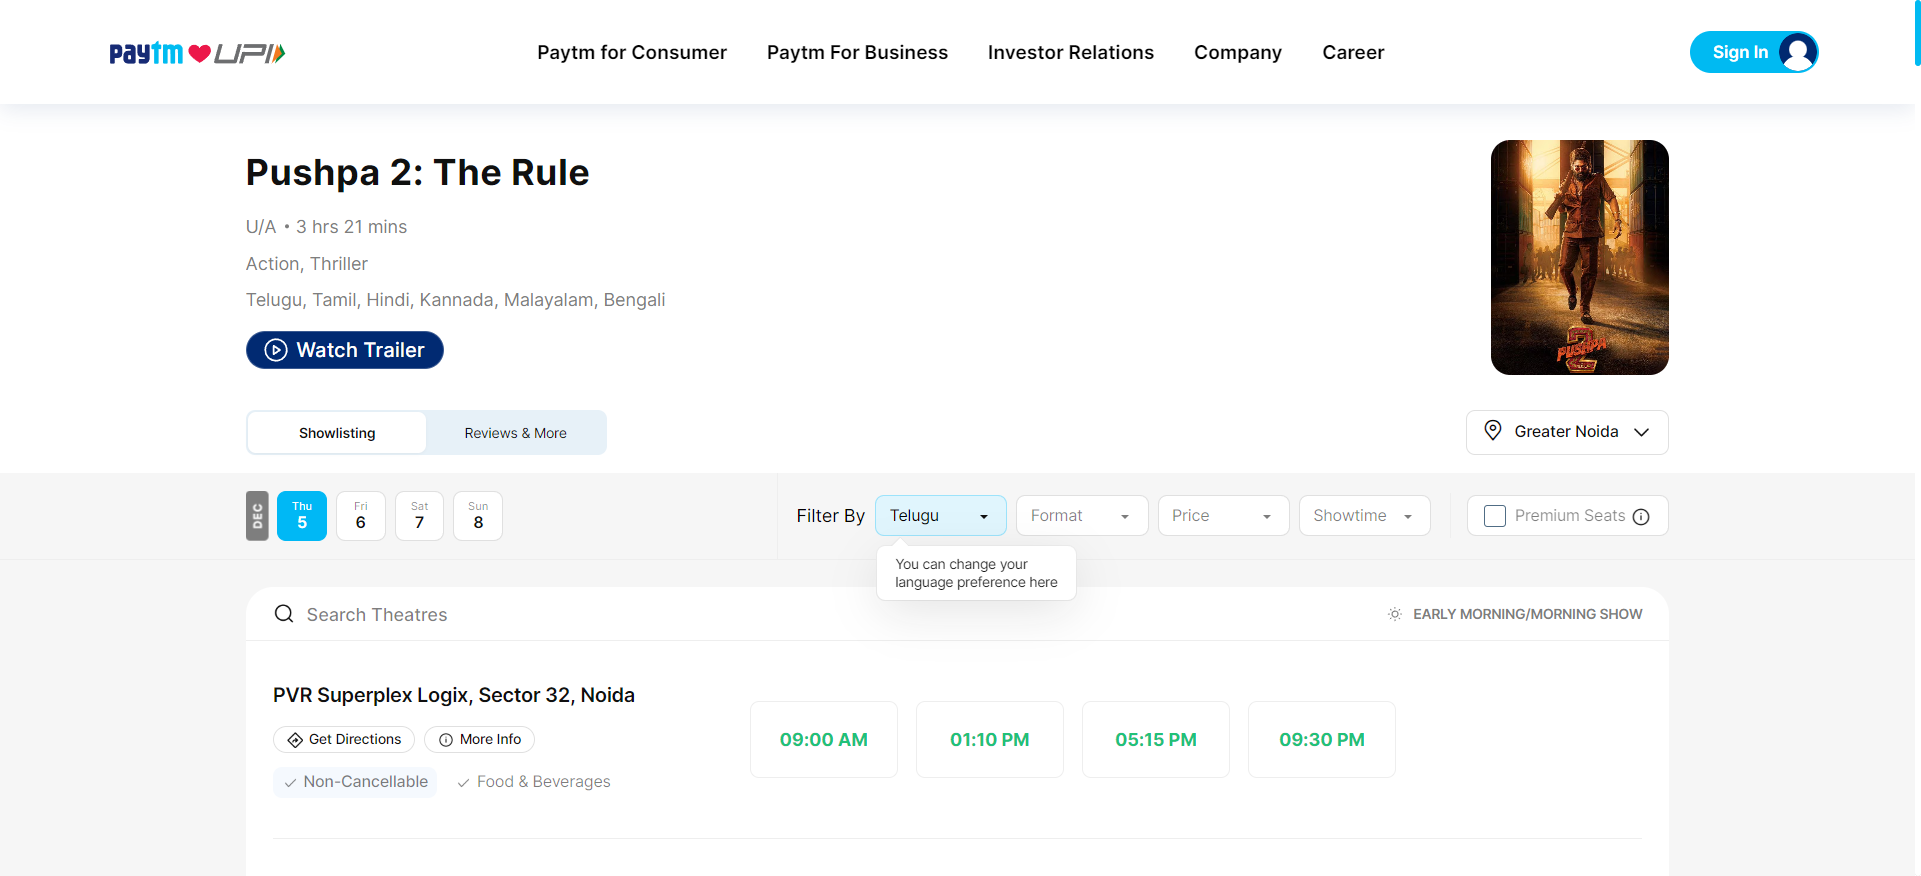 paytm UPI
Paytm for Consumer
Paytm For Business
Investor Relations
Company
Career
Sign In
Pushpa 2: The Rule
U/A • 3 hrs 21 mins
Action, Thriller
Telugu, Tamil, Hindi, Kannada, Malayalam, Bengali
Watch Trailer
PUSHPA
2
Showlisting
Reviews & More
Greater Noida
DEC
Thu
5
Fri
6
Sat
7
Sun
8
Filter By
Telugu
Format
Price
Showtime
Premium Seats
You can change your
language preference here
Search Theatres
EARLY MORNING/MORNING SHOW
PVR Superplex Logix, Sector 32, Noida
Get Directions
More Info
Non-Cancellable
Food & Beverages
09:00 AM
01:10 PM
05:15 PM
09:30 PM